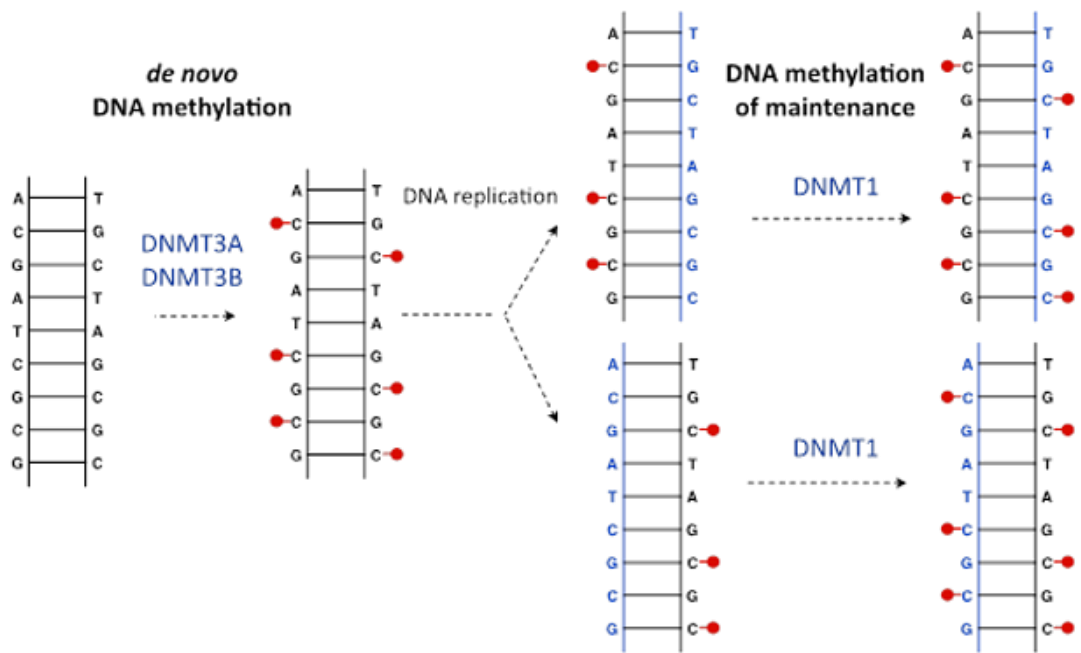 de novo
DNA methylation
A T
C G
G C
A T
T A
C G
G C
C G
G C
DNMT3A
DNMT3B
A T
C G
G C
A T
T A
C G
G C
C G
G C
DNA replication
A T
C G
G C
A T
T A
C G
G C
C G
G C
DNA methylation
of maintenance
DNMT1
A T
C G
G C
A T
T A
C G
G C
C G
G C
A T
C G
G C
A T
T A
C G
G C
C G
G C
DNMT1
A T
C G
G C
A T
T A
C G
G C
C G
G C